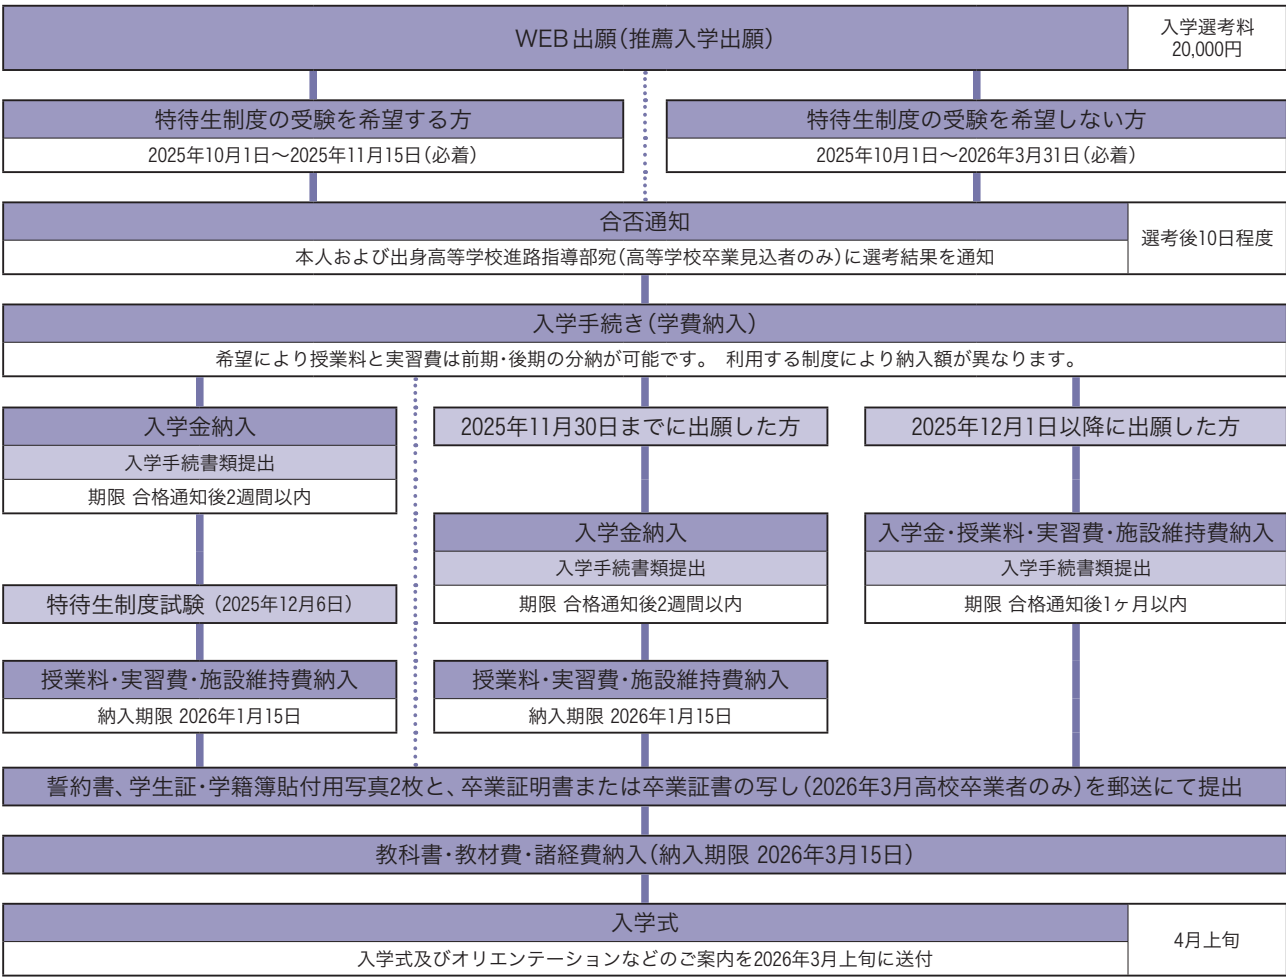 WEB出願(推薦入学出願)
入学選考料
20,000円
特待生制度の受験を希望する方
2025年10月1日～2025年11月15日(必着)
特待生制度の受験を希望しない方
2025年10月1日～2026年3月31日(必着)
合否通知
本人および出身高等学校進路指導部宛(高等学校卒業見込者のみ)に選考結果を通知
選考後10日程度
入学手続き(学費納入)
希望により授業料と実習費は前期・後期の分納が可能です。 利用する制度により納入額が異なります。
入学金納入
入学手続書類提出
期限 合格通知後2週間以内
特待生制度試験 (2025年12月6日)
授業料・実習費・施設維持費納入
納入期限 2026年1月15日
2025年11月30日までに出願した方
入学金納入
入学手続書類提出
期限 合格通知後2週間以内
授業料・実習費・施設維持費納入
納入期限 2026年1月15日
2025年12月1日以降に出願した方
入学金・授業料・実習費・施設維持費納入
入学手続書類提出
期限 合格通知後1ヶ月以内
誓約書、学生証・学籍簿貼付用写真2枚と、卒業証明書または卒業証書の写し(2026年3月高校卒業者のみ)を郵送にて提出
教科書・教材費・諸経費納入(納入期限 2026年3月15日)
入学式
入学式及びオリエンテーションなどのご案内を2026年3月上旬に送付
4月上旬